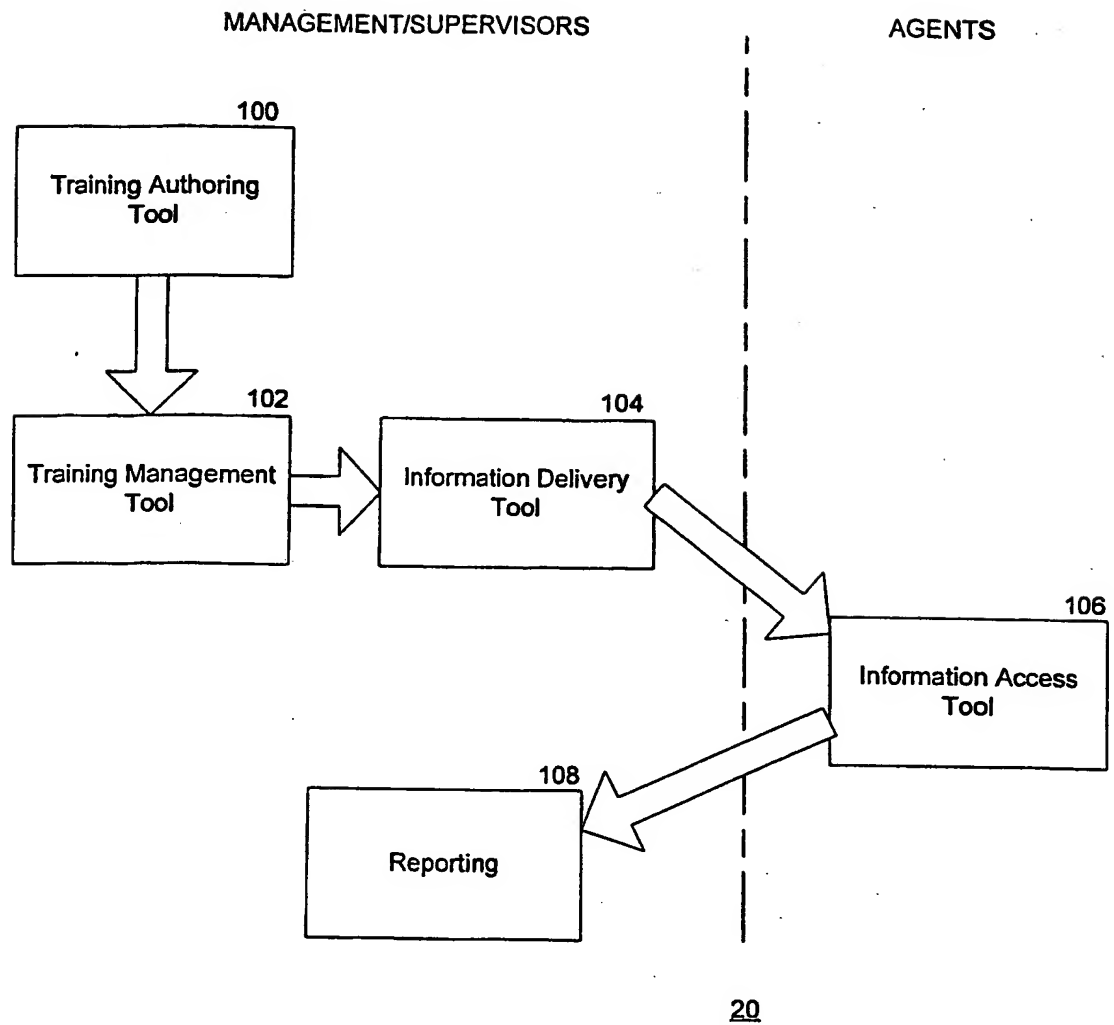 MANAGEMENT/SUPERVISORS
AGENTS
100
Training Authoring
Tool
102
Training Management
Tool
104
Information Delivery
Tool
106
Information Access
Tool
108
Reporting
20